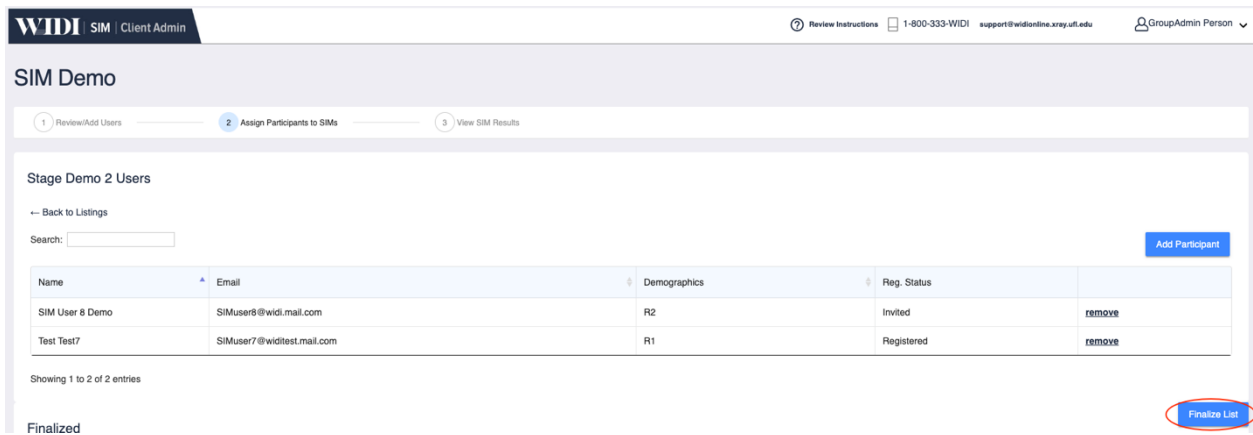 WIDI | SIM | Client Admin
Review Instructions 1-800-333-WIDI support@widionline.xray.ufl.edu GroupAdmin Person
SIM Demo
1 Review/Add Users 2 Assign Participants to SIMs 3 View SIM Results
Stage Demo 2 Users
← Back to Listings
Search:
Add Participant
Name Email Demographics Reg. Status
SIM User 8 Demo SIMuser8@widi.mail.com R2 Invited remove
Test Test7 SIMuser7@widitest.mail.com R1 Registered remove
Showing 1 to 2 of 2 entries
Finalize List
Finalized